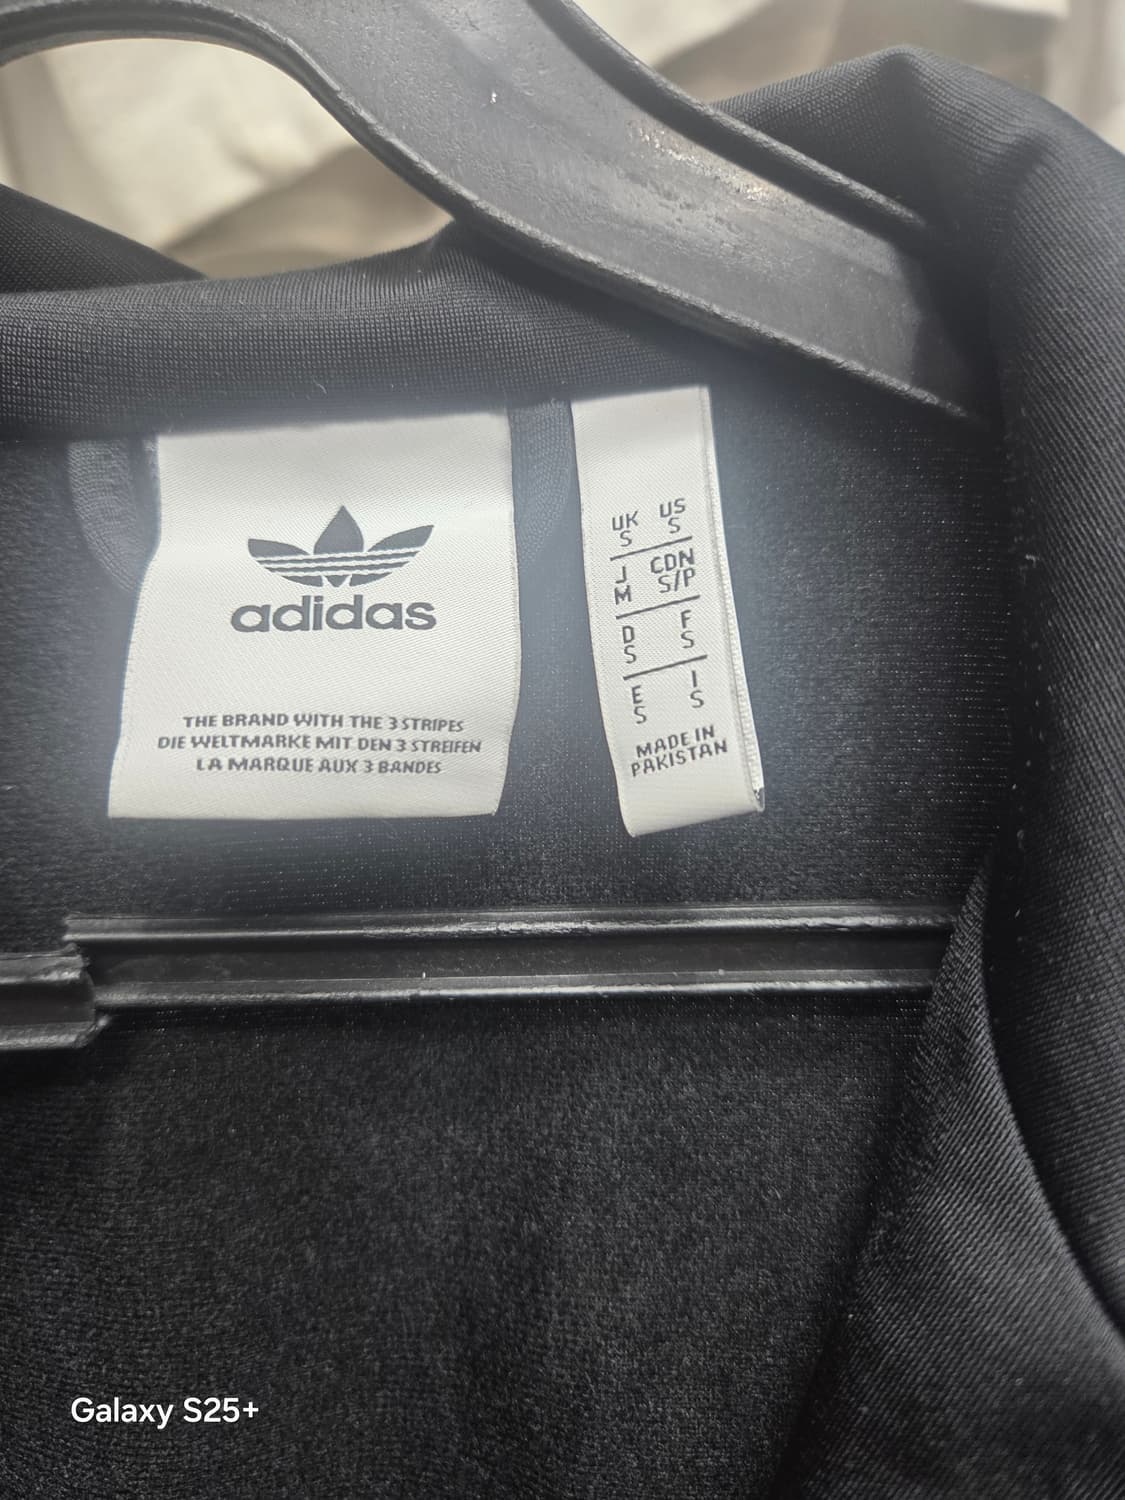 adidas
THE BRAND WITH THE 3 STRIPES
DIE WELTMARKE MIT DEN 3 STREIFEN
LA MARQUE AUX 3 BANDES
UK US
S S
J CDN
M S/P
D F
S S
E I
S S
MADE IN
PAKISTAN
Galaxy S25+